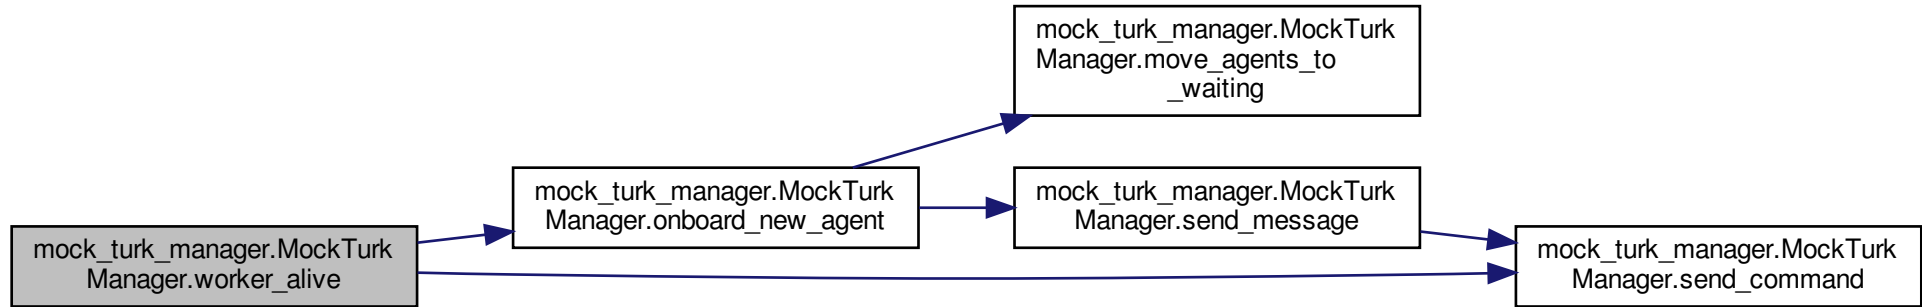 mock_turk_manager.MockTurk
Manager.move_agents_to
_waiting
mock_turk_manager.MockTurk
Manager.onboard_new_agent
mock_turk_manager.MockTurk
Manager.send_message
mock_turk_manager.MockTurk
Manager.worker_alive
mock_turk_manager.MockTurk
Manager.send_command